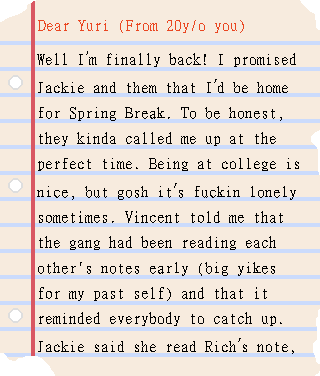 Dear Yuri (From 20y/o you)
Well I'm finally back! I promised
Jackie and them that I'd be home
for Spring Break. To be honest,
they kinda called me up at the
perfect time. Being at college is
nice, but gosh it's fuckin lonely
sometimes. Vincent told me that
the gang had been reading each
other's notes early (big yikes
for my past self) and that it
reminded everybody to catch up.
Jackie said she read Rich's note,